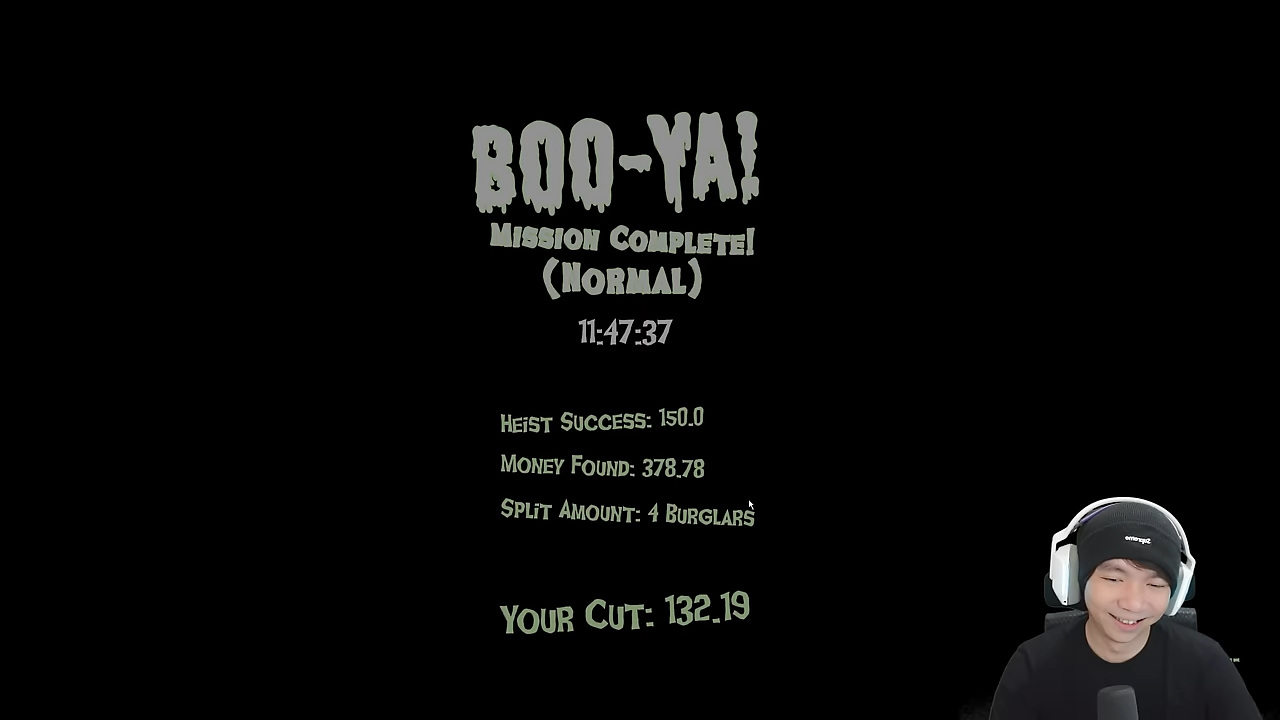 BOO-YA!
Mission Complete!
(Normal)
11:47:37
Heist Success: 150.0
Money Found: 378.78
Split Amount: 4 Burglars
Your Cut: 132.19